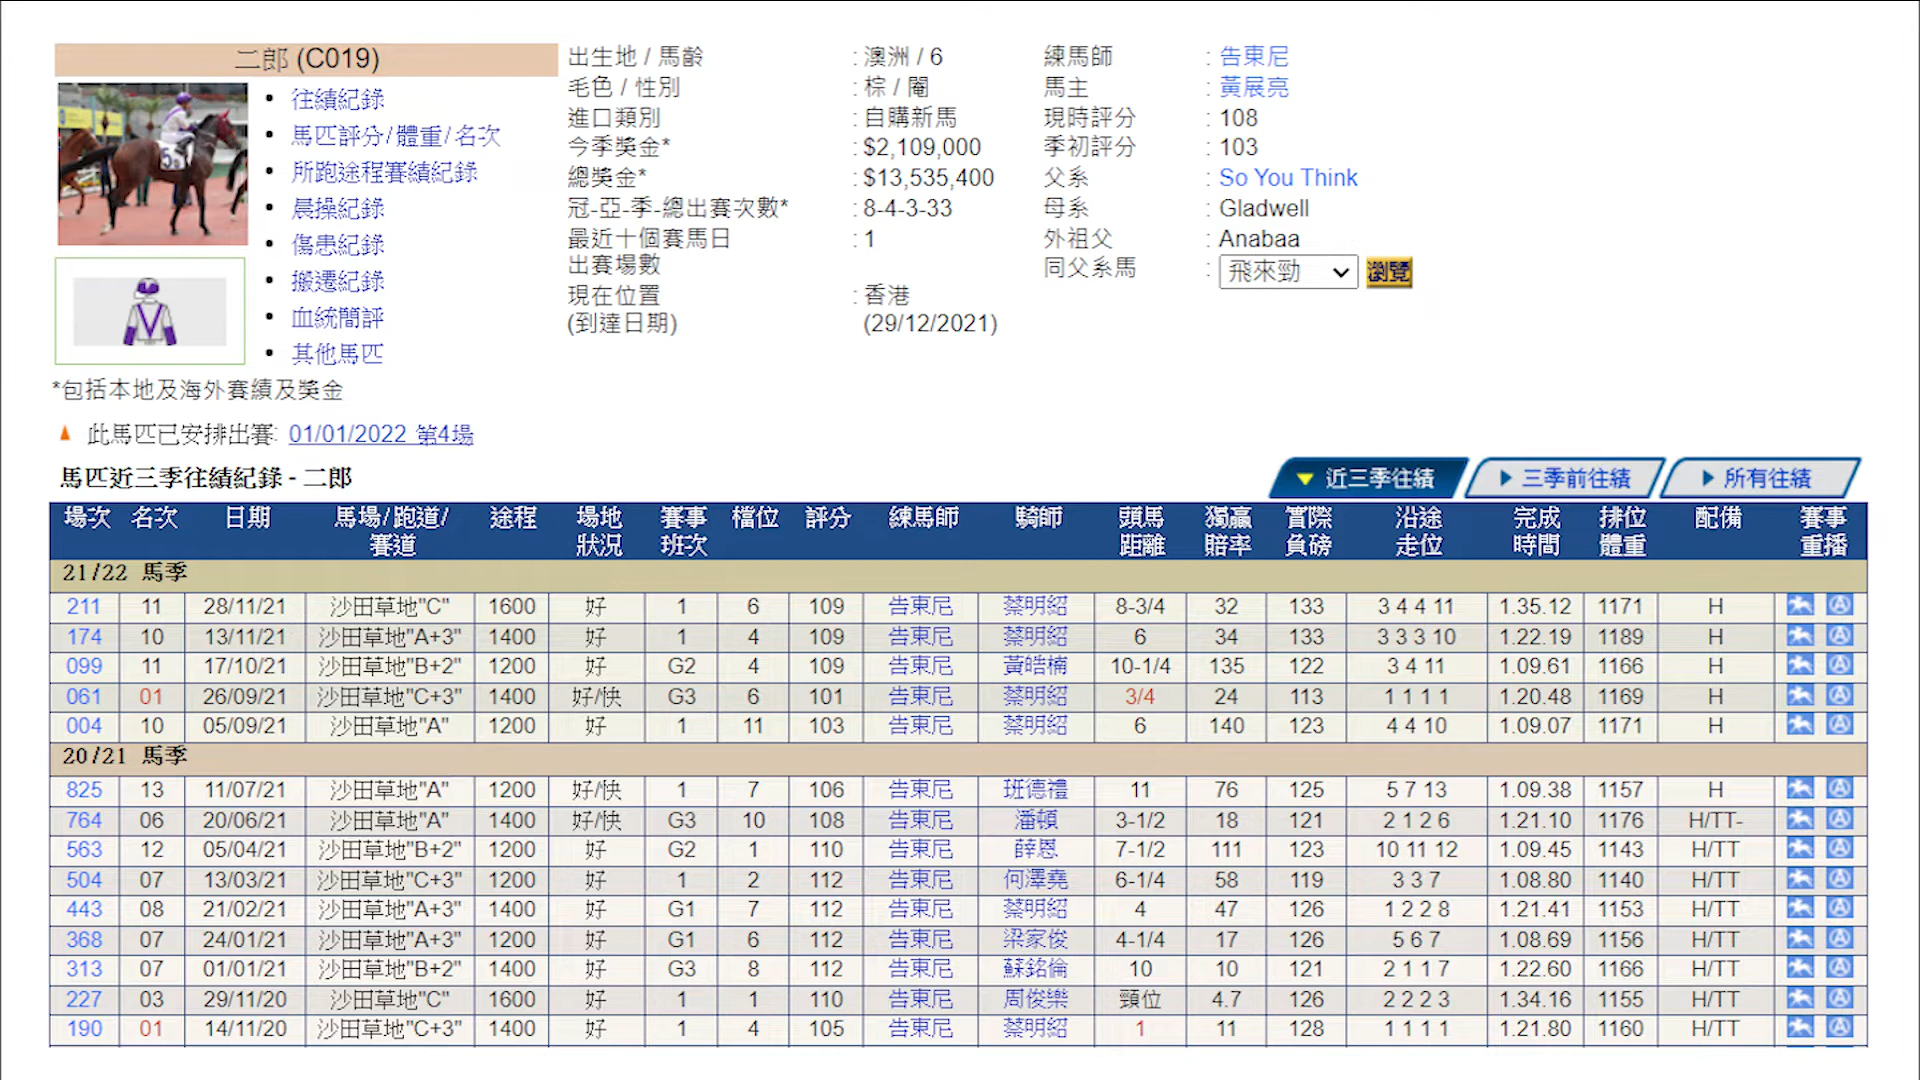 二郎 (C019)
往績紀錄
馬匹評分/體重/名次
所跑途程賽績紀錄
晨操紀錄
傷患紀錄
搬遷紀錄
血統簡評
其他馬匹
出生地 / 馬齡 : 澳洲 / 6
毛色 / 性別 : 棕 / 閹
進口類別 : 自購新馬
今季獎金* : $2,109,000
總獎金* : $13,535,400
冠-亞-季-總出賽次數* : 8-4-3-33
最近十個賽馬日 : 1
出賽場數
現在位置 : 香港
(到達日期) (29/12/2021)
練馬師 : 告東尼
馬主 : 黃展亮
現時評分 : 108
季初評分 : 103
父系 : So You Think
母系 : Gladwell
外祖父 : Anabaa
同父系馬 : 飛來勁 瀏覽
*包括本地及海外賽績及獎金
此馬匹已安排出賽: 01/01/2022 第4場
馬匹近三季往績紀錄 - 二郎
近三季往績 三季前往績 所有往績
場次 名次 日期 馬場/跑道/賽道 途程 場地狀況 賽事班次 檔位 評分 練馬師 騎師 頭馬距離 獨贏賠率 實際負磅 沿途走位 完成時間 排位體重 配備 賽事重播
21/22 馬季
211 11 28/11/21 沙田草地"C" 1600 好 1 6 109 告東尼 蔡明紹 8-3/4 32 133 3 4 4 11 1.35.12 1171 H
174 10 13/11/21 沙田草地"A+3" 1400 好 1 4 109 告東尼 蔡明紹 6 34 133 3 3 3 10 1.22.19 1189 H
099 11 17/10/21 沙田草地"B+2" 1200 好 G2 4 109 告東尼 黃皓楠 10-1/4 135 122 3 4 11 1.09.61 1166 H
061 01 26/09/21 沙田草地"C+3" 1400 好/快 G3 6 101 告東尼 蔡明紹 3/4 24 113 1 1 1 1 1.20.48 1169 H
004 10 05/09/21 沙田草地"A" 1200 好 1 11 103 告東尼 蔡明紹 6 140 123 4 4 10 1.09.07 1171 H
20/21 馬季
825 13 11/07/21 沙田草地"A" 1200 好/快 1 7 106 告東尼 班德禮 11 76 125 5 7 13 1.09.38 1157 H
764 06 20/06/21 沙田草地"A" 1400 好/快 G3 10 108 告東尼 潘頓 3-1/2 18 121 2 1 2 6 1.21.10 1176 H/TT-
563 12 05/04/21 沙田草地"B+2" 1200 好 G2 1 110 告東尼 薛恩 7-1/2 111 123 10 11 12 1.09.45 1143 H/TT
504 07 13/03/21 沙田草地"C+3" 1200 好 1 2 112 告東尼 何澤堯 6-1/4 58 119 3 3 7 1.08.80 1140 H/TT
443 08 21/02/21 沙田草地"A+3" 1400 好 G1 7 112 告東尼 蔡明紹 4 47 126 1 2 2 8 1.21.41 1153 H/TT
368 07 24/01/21 沙田草地"A+3" 1200 好 G1 6 112 告東尼 梁家俊 4-1/4 17 126 5 6 7 1.08.69 1156 H/TT
313 07 01/01/21 沙田草地"B+2" 1400 好 G3 8 112 告東尼 蘇銘倫 10 10 121 2 1 1 7 1.22.60 1166 H/TT
227 03 29/11/20 沙田草地"C" 1600 好 1 1 110 告東尼 周俊樂 頸位 4.7 126 2 2 2 3 1.34.16 1155 H/TT
190 01 14/11/20 沙田草地"C+3" 1400 好 1 4 105 告東尼 蔡明紹 1 11 128 1 1 1 1 1.21.80 1160 H/TT